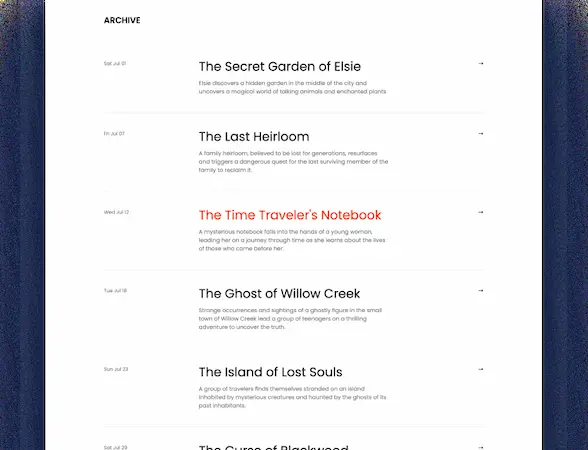 ARCHIVE
Sat Jul 01
The Secret Garden of Elsie
→
Elsie discovers a hidden garden in the middle of the city and
uncovers a magical world of talking animals and enchanted plants
Fri Jul 07
The Last Heirloom
→
A family heirloom, believed to be lost for generations, resurfaces
and triggers a dangerous quest for the last surviving member of the
family to reclaim it.
Wed Jul 12
The Time Traveler's Notebook
→
A mysterious notebook falls into the hands of a young woman,
leading her on a journey through time as she learns about the lives
of those who came before her.
Tue Jul 18
The Ghost of Willow Creek
→
Strange occurrences and sightings of a ghostly figure in the small
town of Willow Creek lead a group of teenagers on a thrilling
adventure to uncover the truth.
Sun Jul 23
The Island of Lost Souls
→
A group of travelers finds themselves stranded on an island
inhabited by mysterious creatures and haunted by the ghosts of its
past inhabitants.
Sat Jul 29
The Curse of Blackwood
→